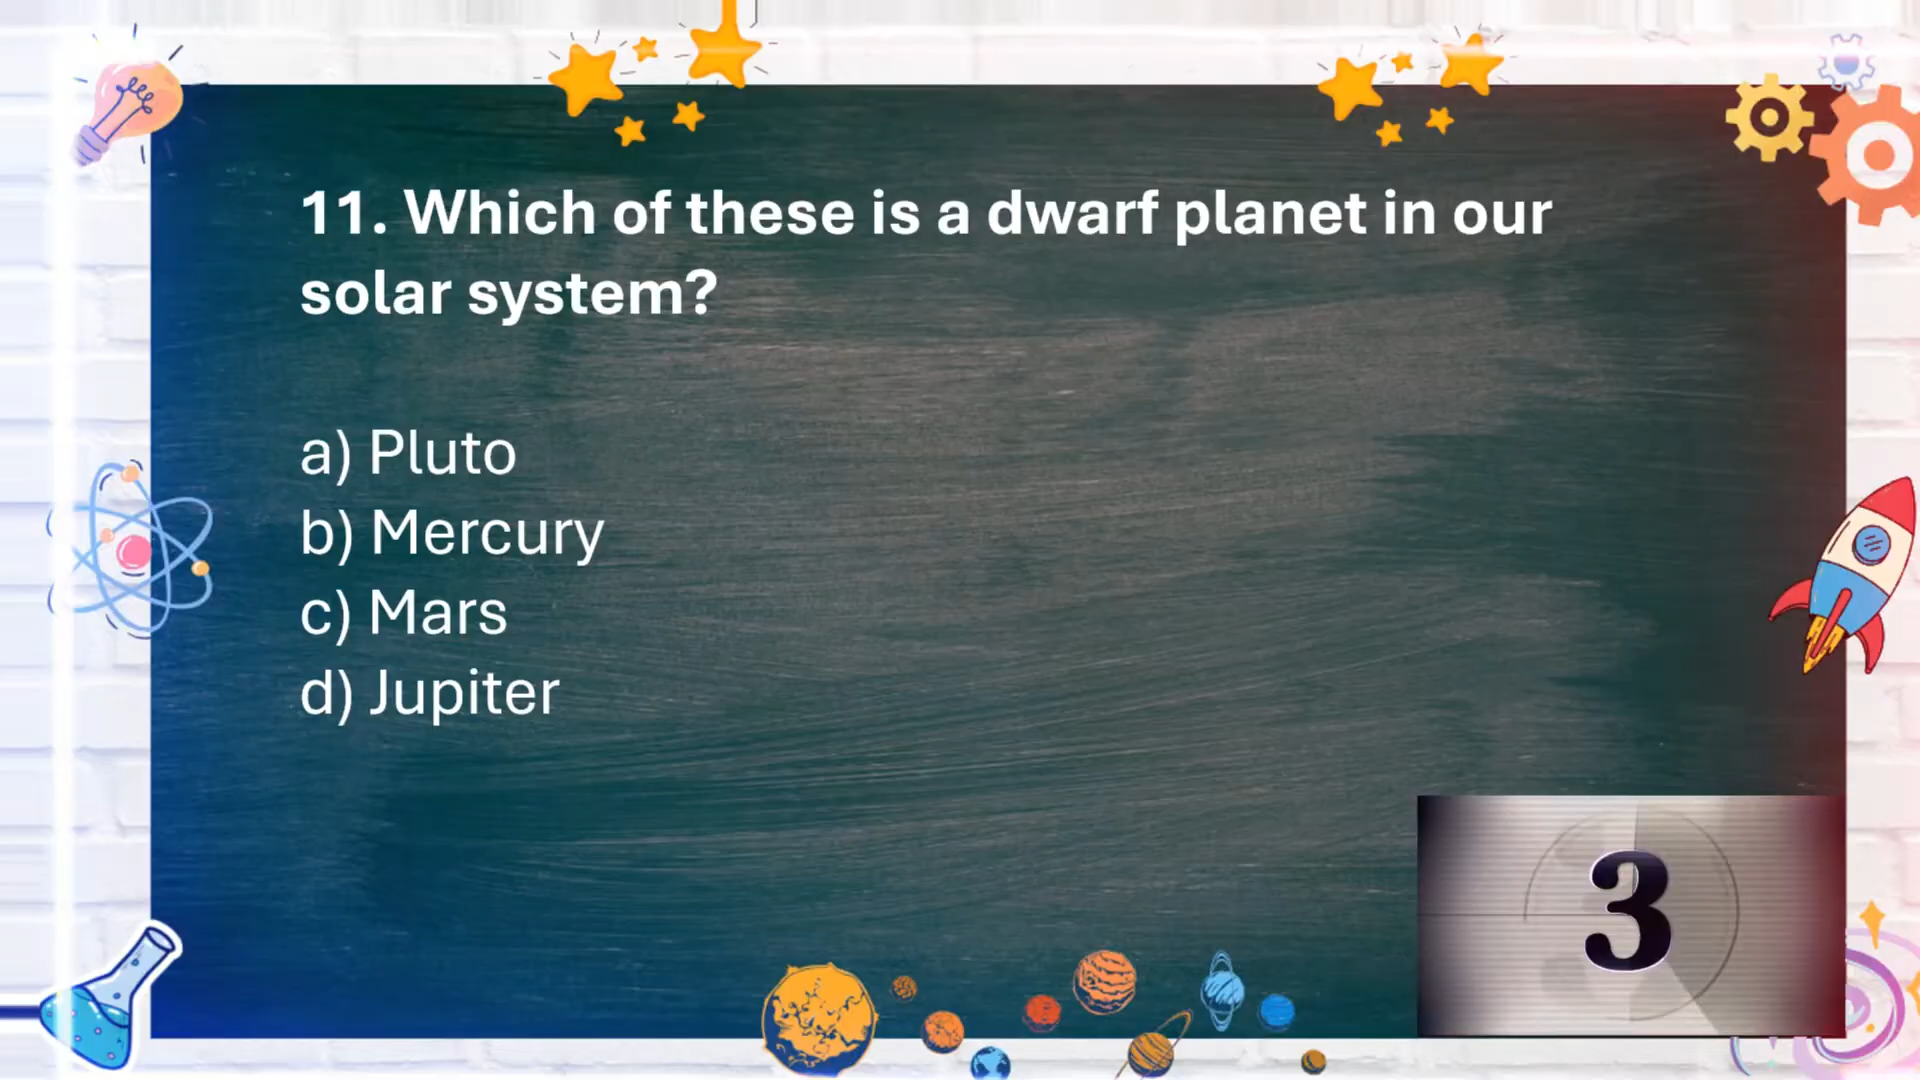 11. Which of these is a dwarf planet in our
solar system?
a) Pluto
b) Mercury
c) Mars
d) Jupiter
3